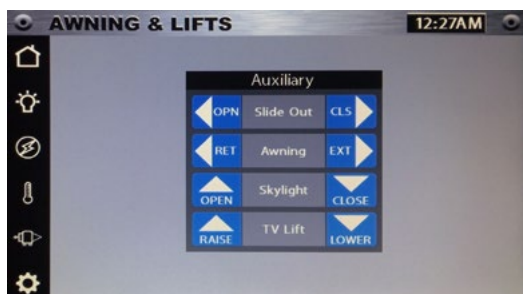 AWNING & LIFTS 12:27AM
Auxiliary
OPN Slide Out CLS
RET Awning EXT
OPEN Skylight CLOSE
RAISE TV Lift LOWER